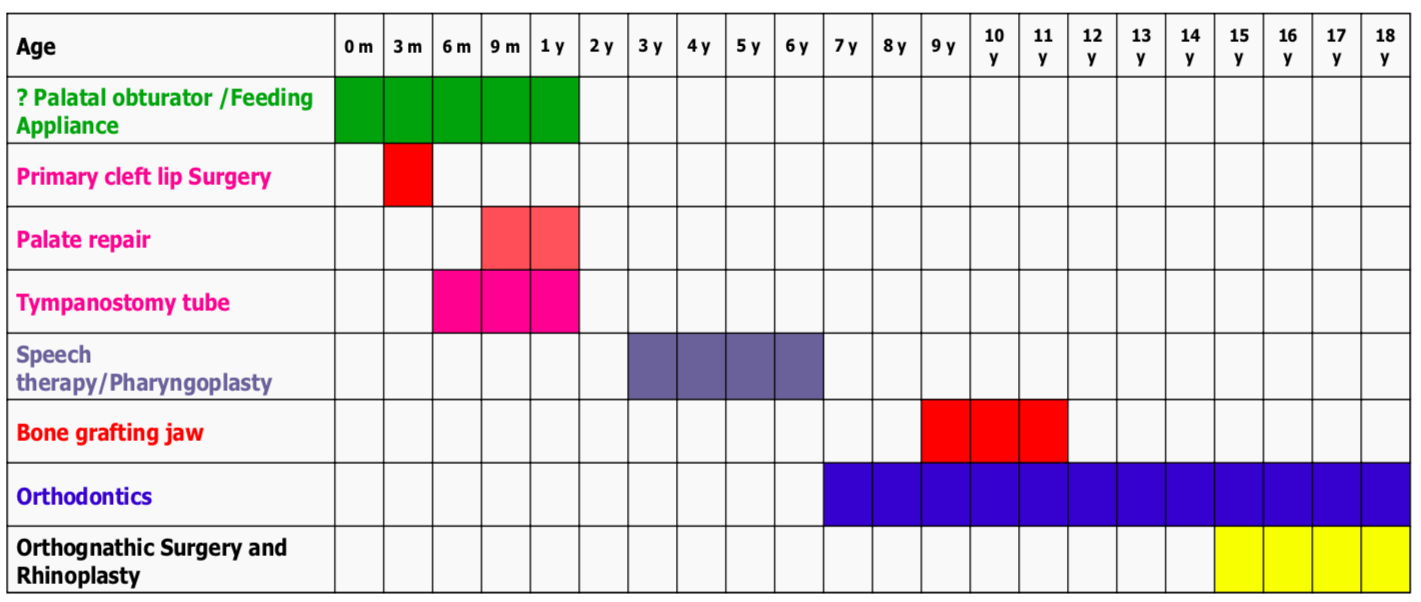 Age 0 m 3 m 6 m 9 m 1 y 2 y 3 y 4 y 5 y 6 y 7 y 8 y 9 y 10 y 11 y 12 y 13 y 14 y 15 y 16 y 17 y 18 y
? Palatal obturator /Feeding
Appliance
Primary cleft lip Surgery
Palate repair
Tympanostomy tube
Speech
therapy/Pharyngoplasty
Bone grafting jaw
Orthodontics
Orthognathic Surgery and
Rhinoplasty